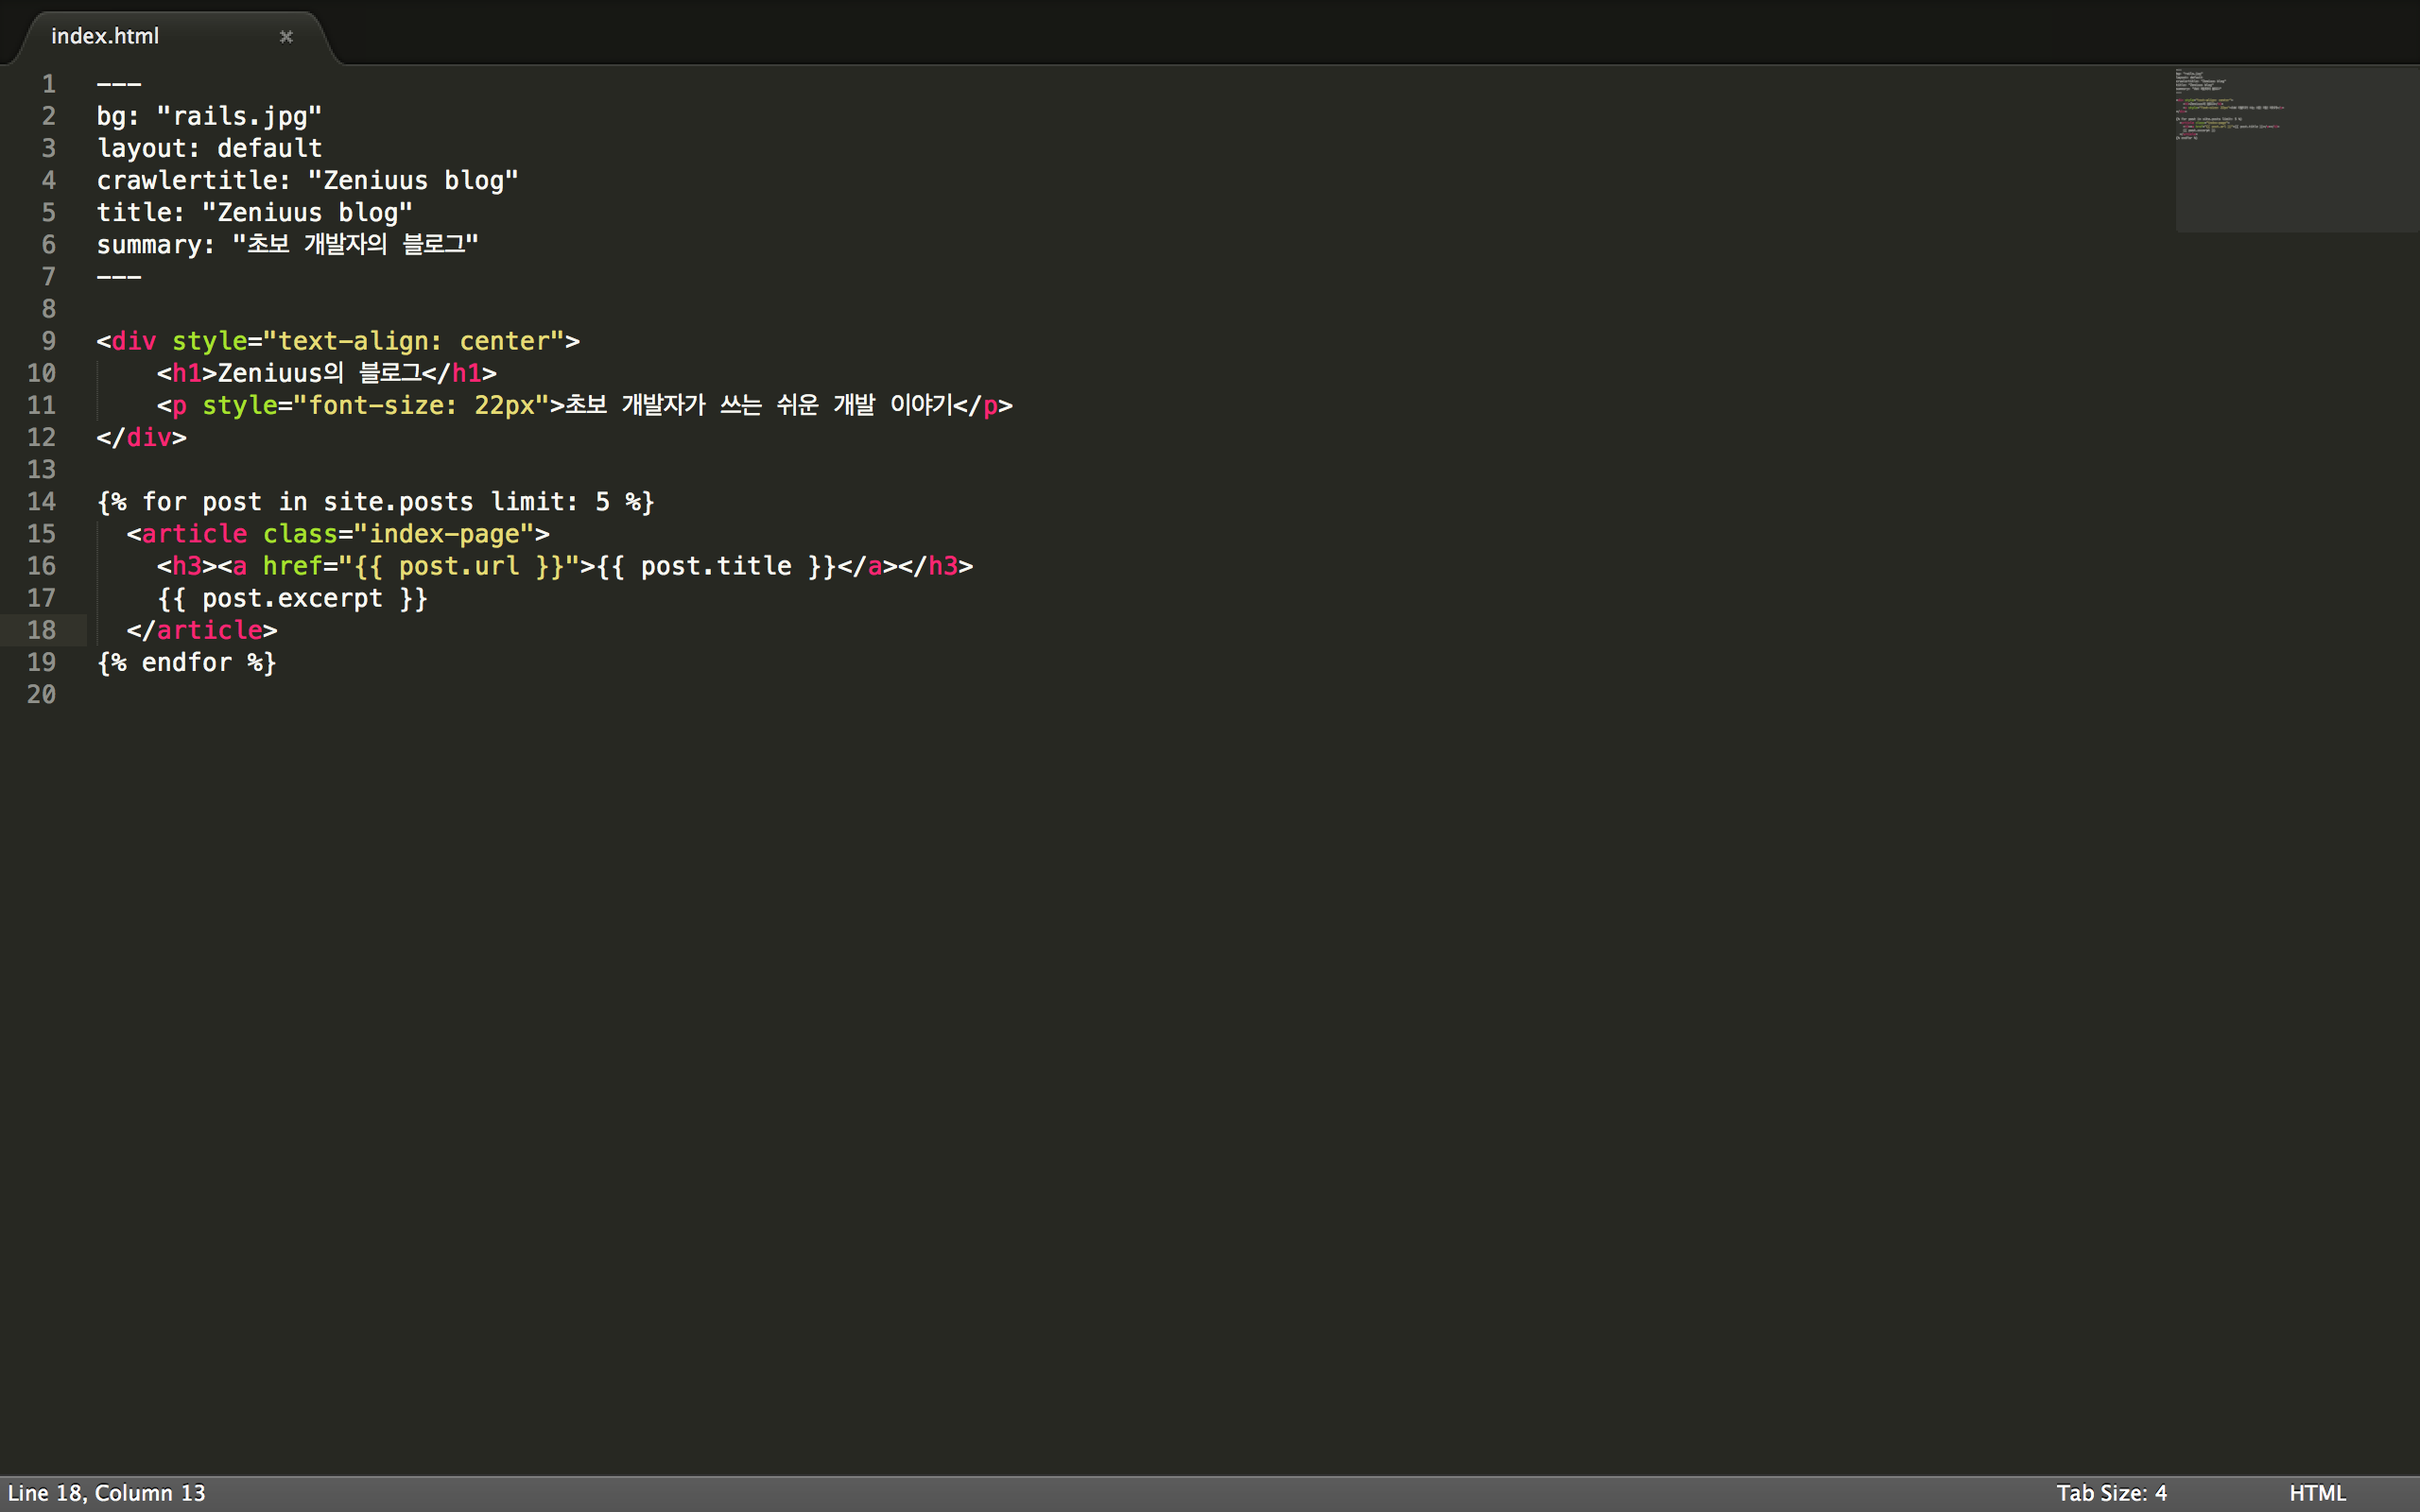 index.html
1 ---
2 bg: "rails.jpg"
3 layout: default
4 crawlertitle: "Zeniuus blog"
5 title: "Zeniuus blog"
6 summary: "초보 개발자의 블로그"
7 ---
8
9 <div style="text-align: center">
10     <h1>Zeniuus의 블로그</h1>
11     <p style="font-size: 22px">초보 개발자가 쓰는 쉬운 개발 이야기</p>
12 </div>
13
14 {% for post in site.posts limit: 5 %}
15   <article class="index-page">
16     <h3><a href="{{ post.url }}">{{ post.title }}</a></h3>
17     {{ post.excerpt }}
18   </article>
19 {% endfor %}
20
Line 18, Column 13 Tab Size: 4 HTML